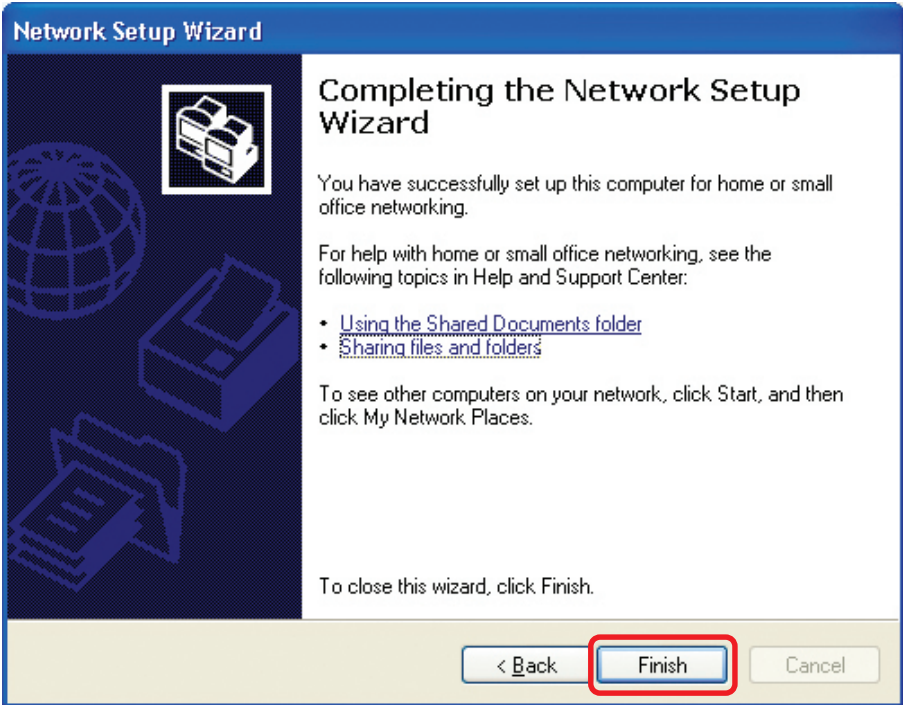 Network Setup Wizard
Completing the Network Setup
Wizard
You have successfully set up this computer for home or small
office networking.
For help with home or small office networking, see the
following topics in Help and Support Center:
• Using the Shared Documents folder
• Sharing files and folders
To see other computers on your network, click Start, and then
click My Network Places.
To close this wizard, click Finish.
< Back Finish Cancel